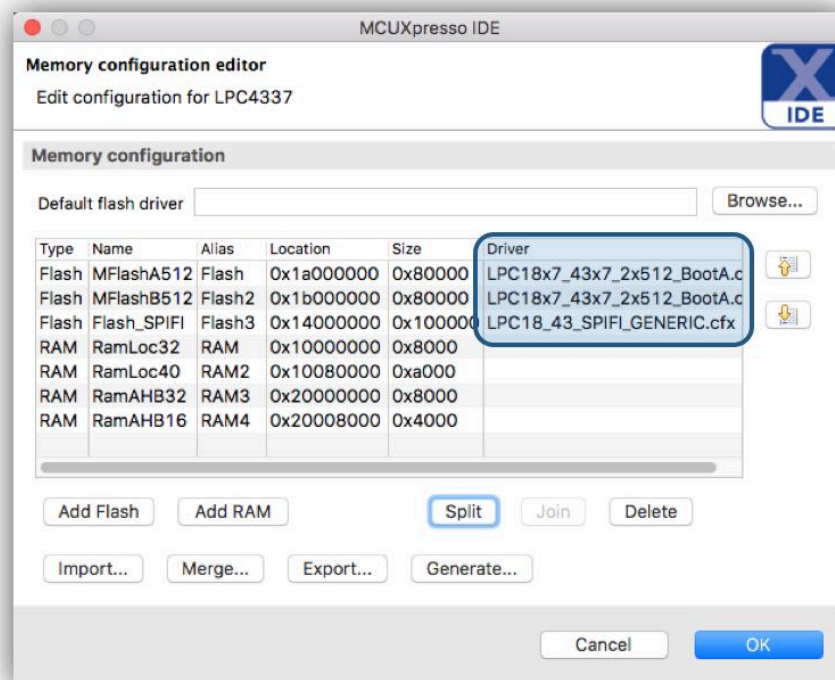 MCUXpresso IDE
Memory configuration editor
Edit configuration for LPC4337
X
IDE
Memory configuration
Default flash driver Browse...
Type Name Alias Location Size Driver
Flash MFlashA512 Flash 0x1a000000 0x80000 LPC18x7_43x7_2x512_BootA.c
Flash MFlashB512 Flash2 0x1b000000 0x80000 LPC18x7_43x7_2x512_BootA.c
Flash Flash_SPIFI Flash3 0x14000000 0x100000 LPC18_43_SPIFI_GENERIC.cfx
RAM RamLoc32 RAM 0x10000000 0x8000
RAM RamLoc40 RAM2 0x10080000 0xa000
RAM RamAHB32 RAM3 0x20000000 0x8000
RAM RamAHB16 RAM4 0x20008000 0x4000
Add Flash Add RAM Split Join Delete
Import... Merge... Export... Generate...
Cancel OK